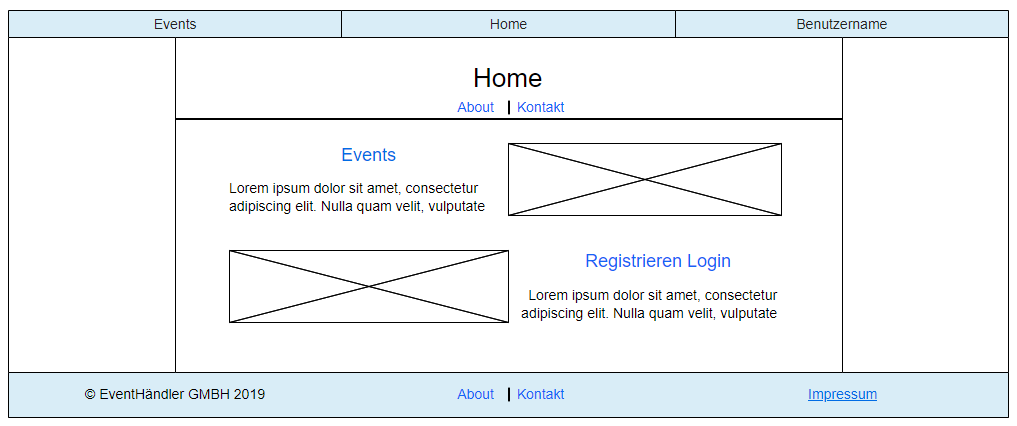 Events Home Benutzername
Home
About | Kontakt
Events
Lorem ipsum dolor sit amet, consectetur
adipiscing elit. Nulla quam velit, vulputate
Registrieren Login
Lorem ipsum dolor sit amet, consectetur
adipiscing elit. Nulla quam velit, vulputate
© EventHändler GMBH 2019 About | Kontakt Impressum